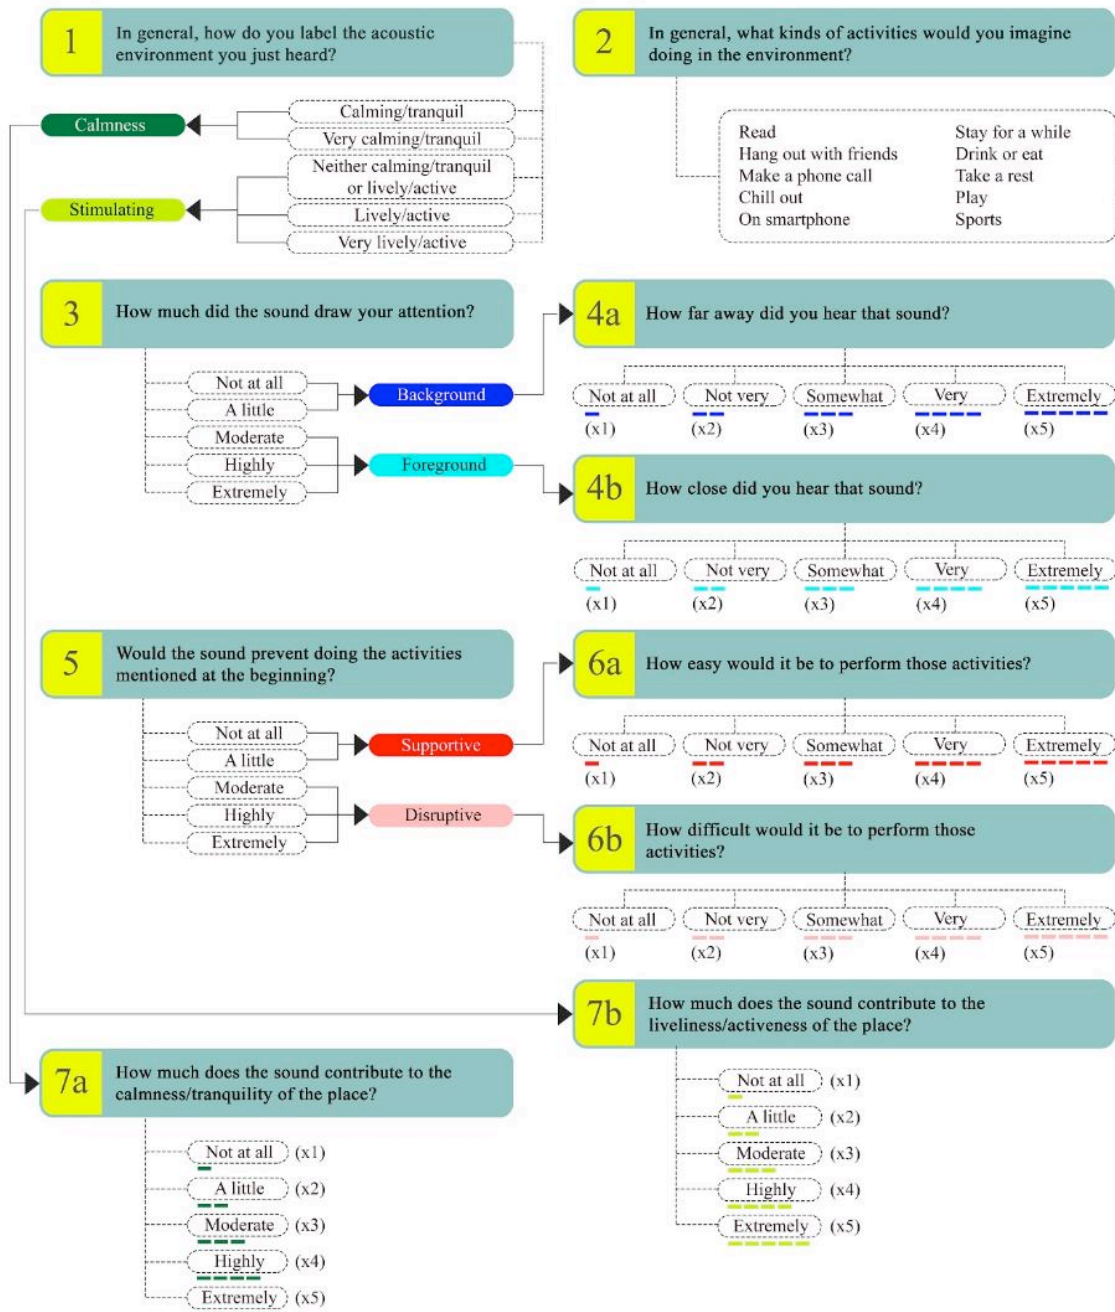 1
In general, how do you label the acoustic
environment you just heard?
Calmness
Calming/tranquil
Very calming/tranquil
Stimulating
Neither calming/tranquil
or lively/active
Lively/active
Very lively/active
2
In general, what kinds of activities would you imagine
doing in the environment?
Read
Hang out with friends
Make a phone call
Chill out
On smartphone
Stay for a while
Drink or eat
Take a rest
Play
Sports
3
How much did the sound draw your attention?
Not at all
A little
Moderate
Highly
Extremely
Background
Foreground
4a
How far away did you hear that sound?
Not at all
Not very
Somewhat
Very
Extremely
(x1)
(x2)
(x3)
(x4)
(x5)
4b
How close did you hear that sound?
Not at all
Not very
Somewhat
Very
Extremely
(x1)
(x2)
(x3)
(x4)
(x5)
5
Would the sound prevent doing the activities
mentioned at the beginning?
Not at all
A little
Moderate
Highly
Extremely
Supportive
Disruptive
6a
How easy would it be to perform those activities?
Not at all
Not very
Somewhat
Very
Extremely
(x1)
(x2)
(x3)
(x4)
(x5)
6b
How difficult would it be to perform those
activities?
Not at all
Not very
Somewhat
Very
Extremely
(x1)
(x2)
(x3)
(x4)
(x5)
7a
How much does the sound contribute to the
calmness/tranquility of the place?
Not at all (x1)
A little (x2)
Moderate (x3)
Highly (x4)
Extremely (x5)
7b
How much does the sound contribute to the
liveliness/activeness of the place?
Not at all (x1)
A little (x2)
Moderate (x3)
Highly (x4)
Extremely (x5)